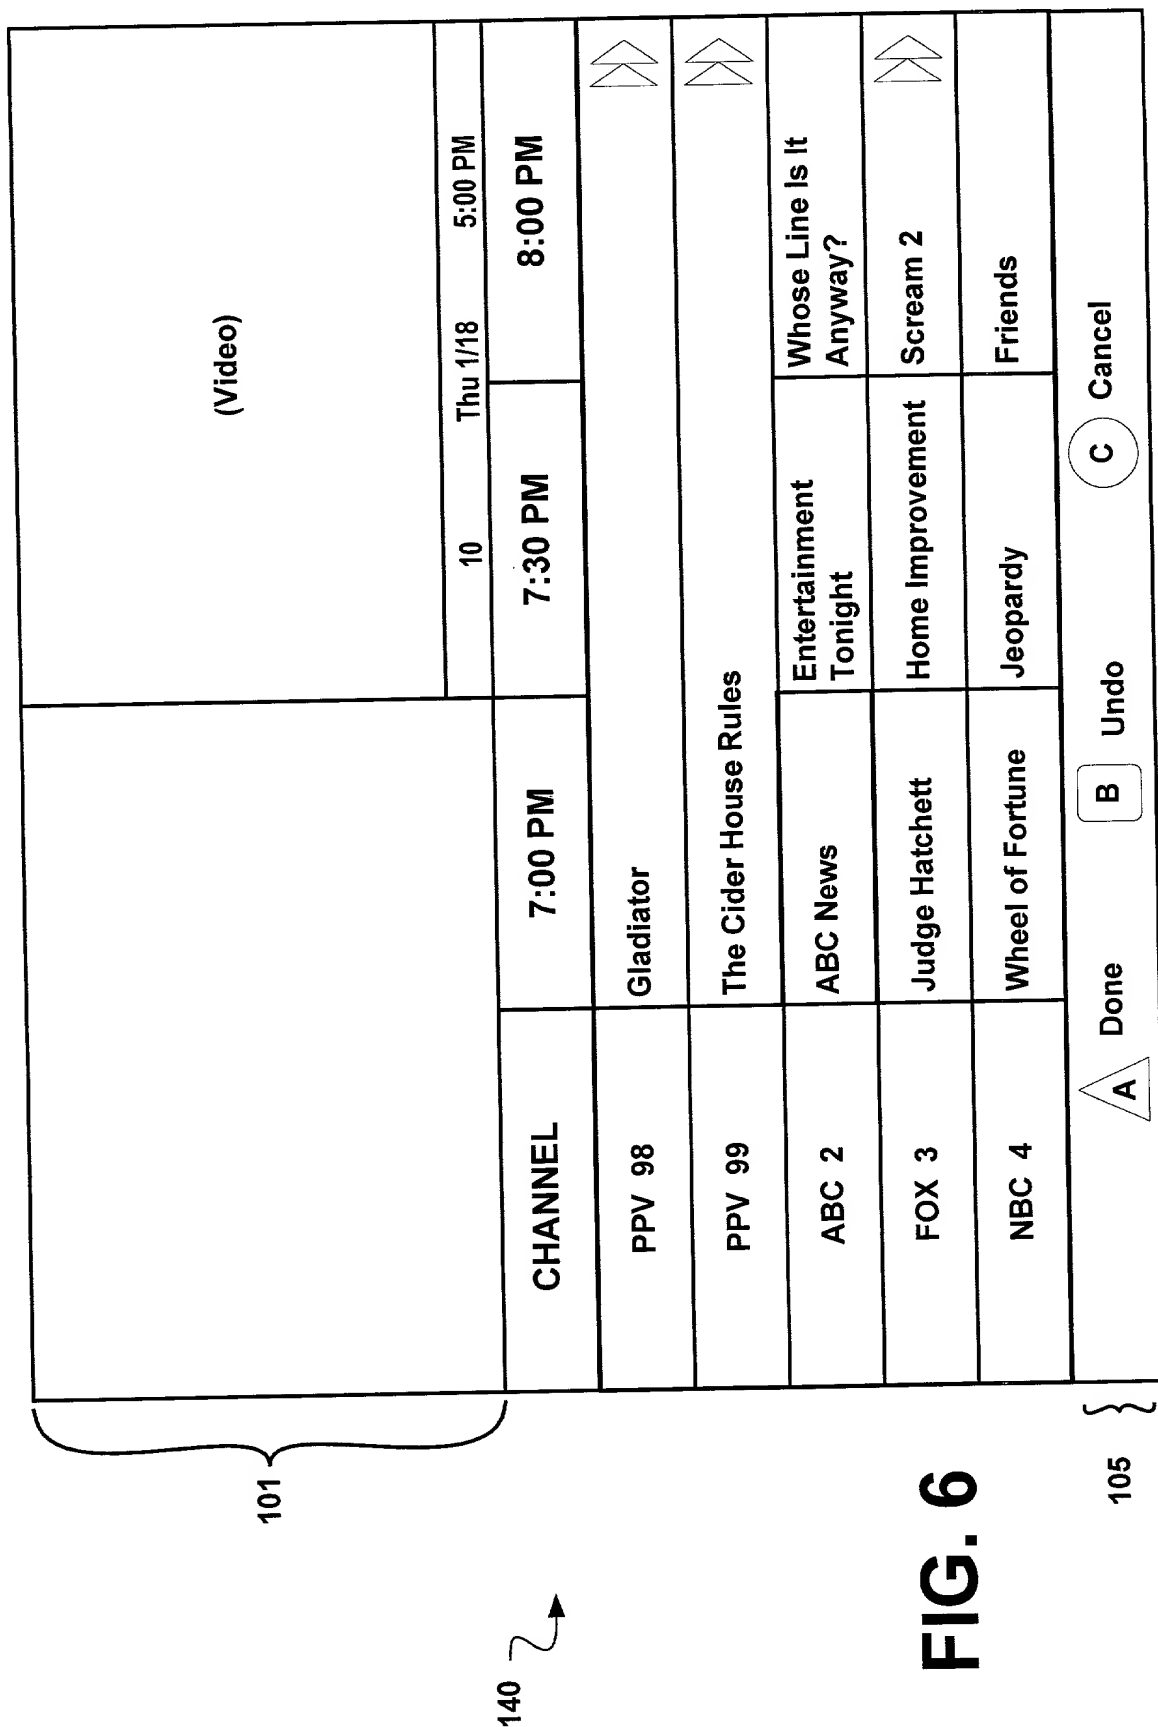 (Video)
10 Thu 1/18 5:00 PM
CHANNEL 7:00 PM 7:30 PM 8:00 PM
PPV 98 Gladiator
PPV 99 The Cider House Rules
ABC 2 ABC News Entertainment Tonight Whose Line Is It Anyway?
FOX 3 Judge Hatchett Home Improvement Scream 2
NBC 4 Wheel of Fortune Jeopardy Friends
A Done B Undo C Cancel
101
105
140
FIG. 6